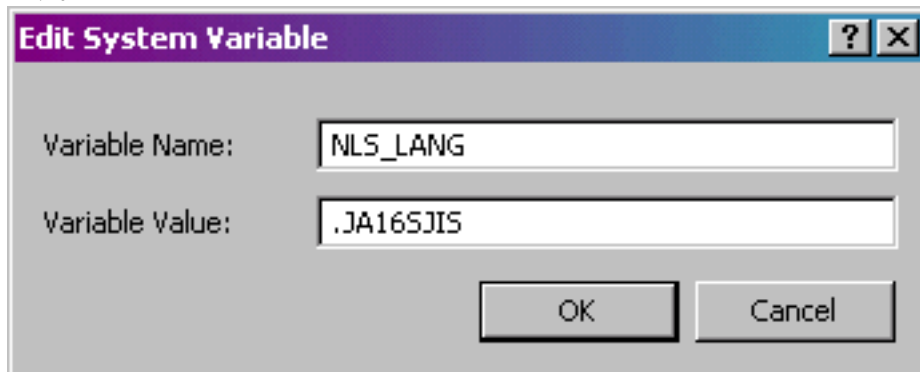 Edit System Variable
Variable Name: NLS_LANG
Variable Value: .JA16SJIS
OK Cancel